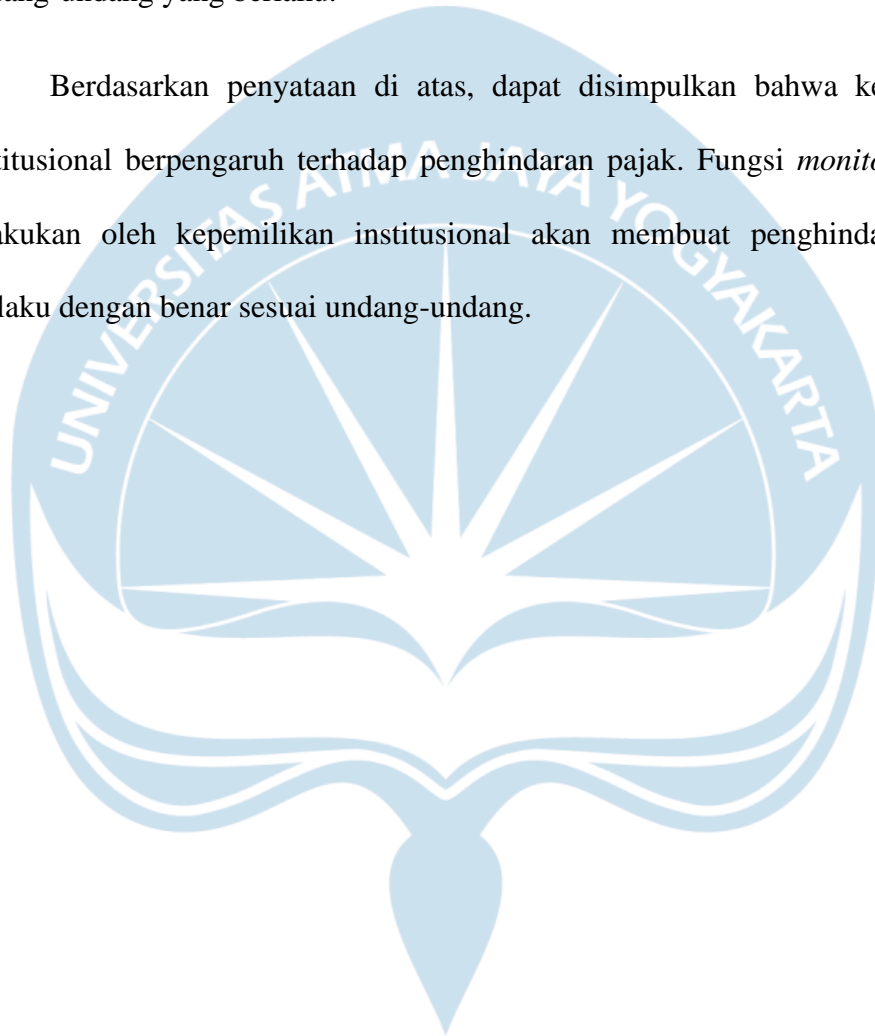 ang-undang yang berlaku.
Berdasarkan penyataan di atas, dapat disimpulkan bahwa ke
titusional berpengaruh terhadap penghindaran pajak. Fungsi monito
akukan oleh kepemilikan institusional akan membuat penghinda
laku dengan benar sesuai undang-undang.
UNIVERSITAS ATMA JAYA YOGYAKARTA